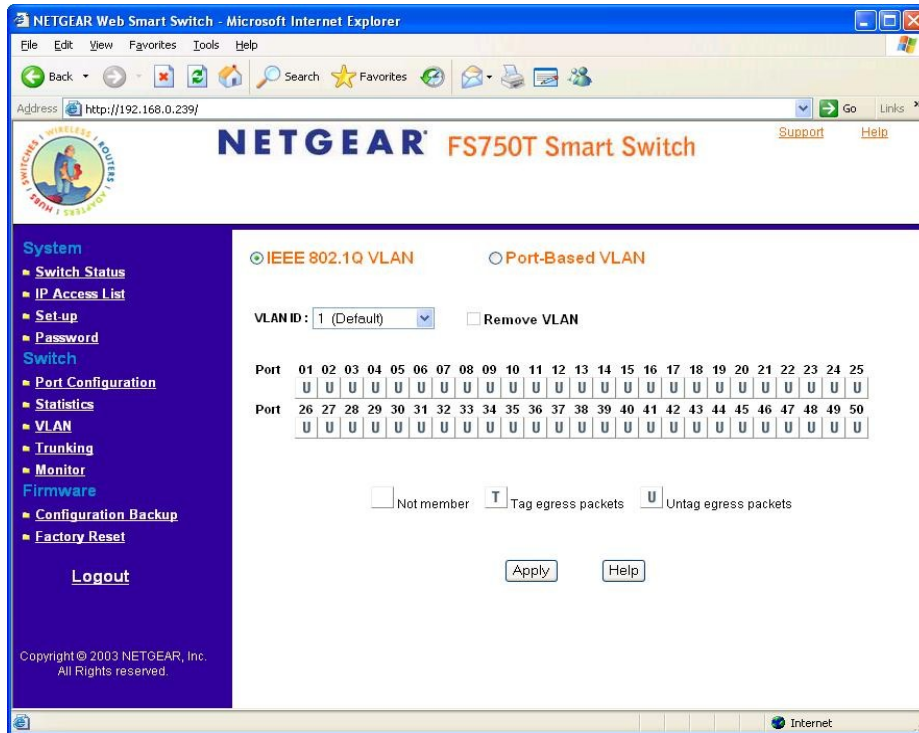 NETGEAR Web Smart Switch - Microsoft Internet Explorer
File Edit View Favorites Tools Help
Back Search Favorites
Address http://192.168.0.239/ Go Links
SWITCHES | WIRELESS | ROUTERS | ADAPTERS | HUBS |
NETGEAR FS750T Smart Switch
Support Help
System
Switch Status
IP Access List
Set-up
Password
Switch
Port Configuration
Statistics
VLAN
Trunking
Monitor
Firmware
Configuration Backup
Factory Reset
Logout
Copyright © 2003 NETGEAR, Inc.
All Rights reserved.
IEEE 802.1Q VLAN Port-Based VLAN
VLAN ID : 1 (Default) Remove VLAN
Port 01 02 03 04 05 06 07 08 09 10 11 12 13 14 15 16 17 18 19 20 21 22 23 24 25
U U U U U U U U U U U U U U U U U U U U U U U U U
Port 26 27 28 29 30 31 32 33 34 35 36 37 38 39 40 41 42 43 44 45 46 47 48 49 50
U U U U U U U U U U U U U U U U U U U U U U U U U
Not member T Tag egress packets U Untag egress packets
Apply Help
Internet